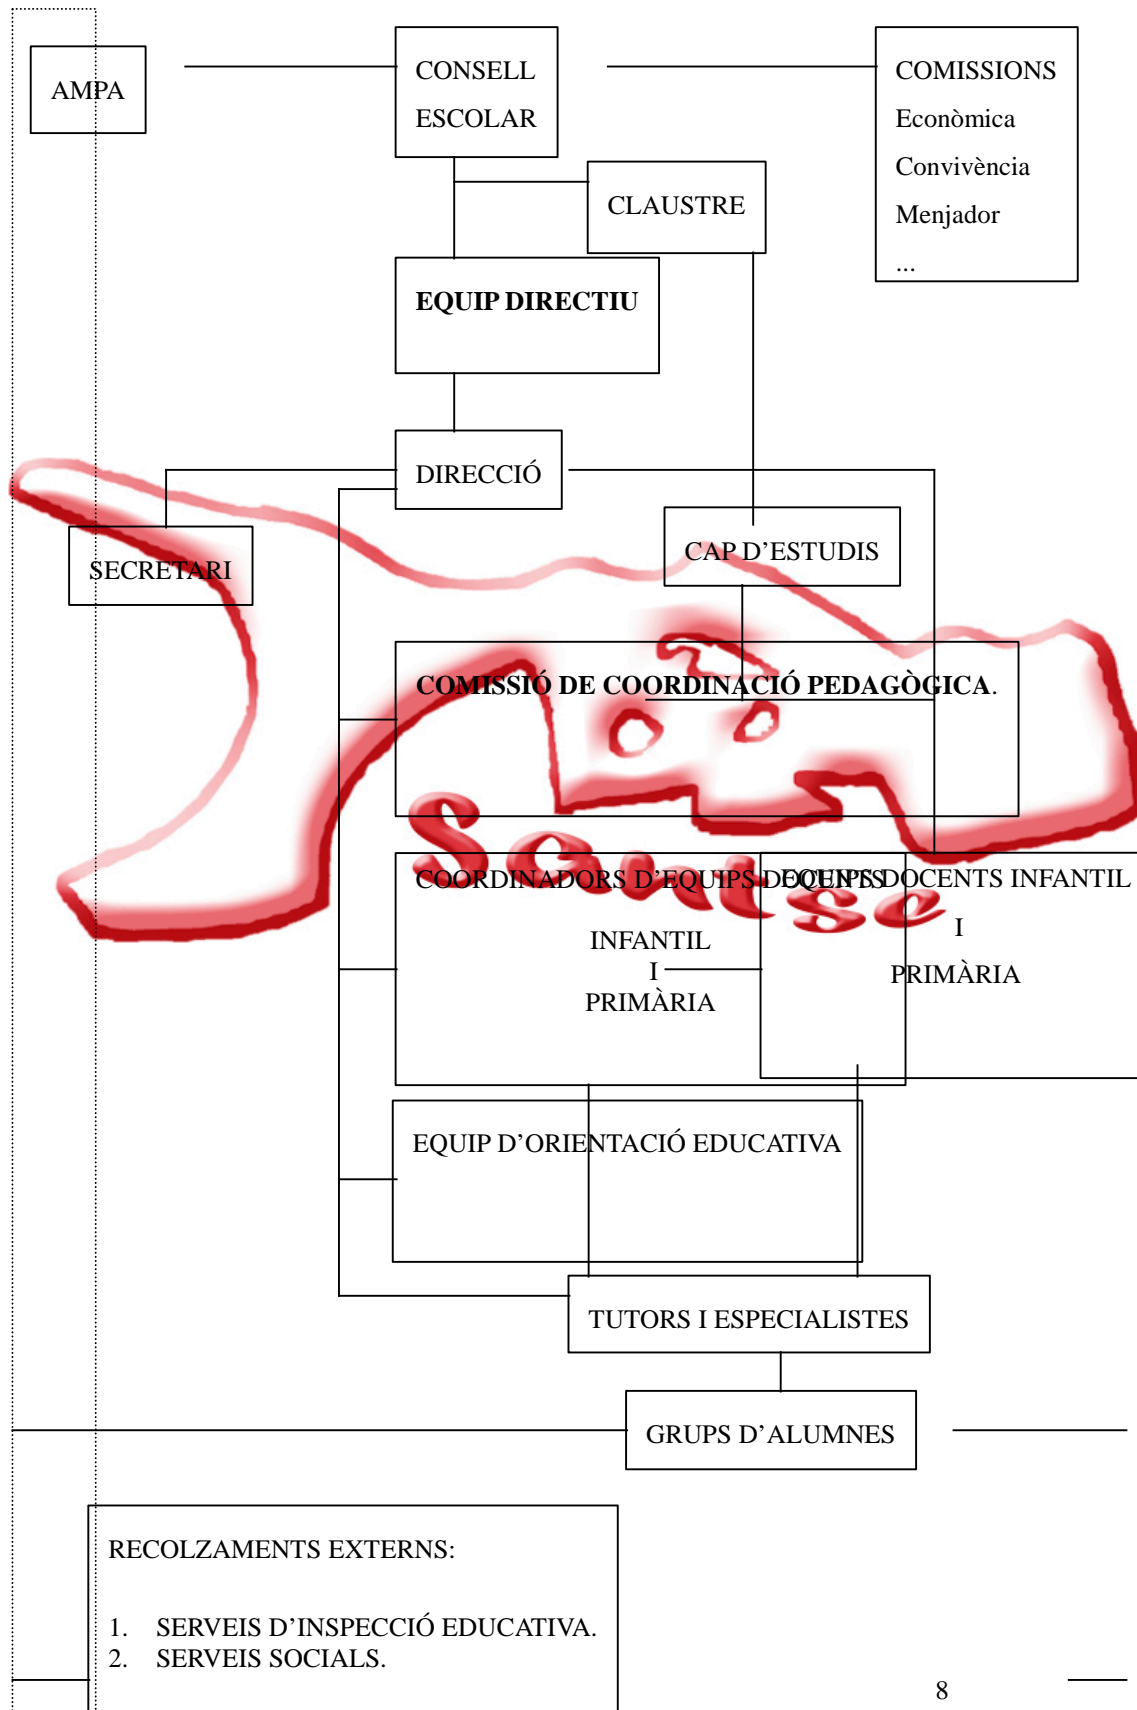 AMPA
CONSELL
ESCOLAR
COMISSIONS
Econòmica
Convivència
Menjador
...
CLAUSTRE
EQUIP DIRECTIU
DIRECCIÓ
SECRETARI
CAP D’ESTUDIS
COMISSIÓ DE COORDINACIÓ PEDAGÒGICA.
Santse
COORDINADORS D’EQUIPS DOCENTS
INFANTIL
I
PRIMÀRIA
EQUIPS DOCENTS INFANTIL
I
PRIMÀRIA
EQUIP D’ORIENTACIÓ EDUCATIVA
TUTORS I ESPECIALISTES
GRUPS D’ALUMNES
RECOLZAMENTS EXTERNS:
1. SERVEIS D’INSPECCIÓ EDUCATIVA.
2. SERVEIS SOCIALS.
8